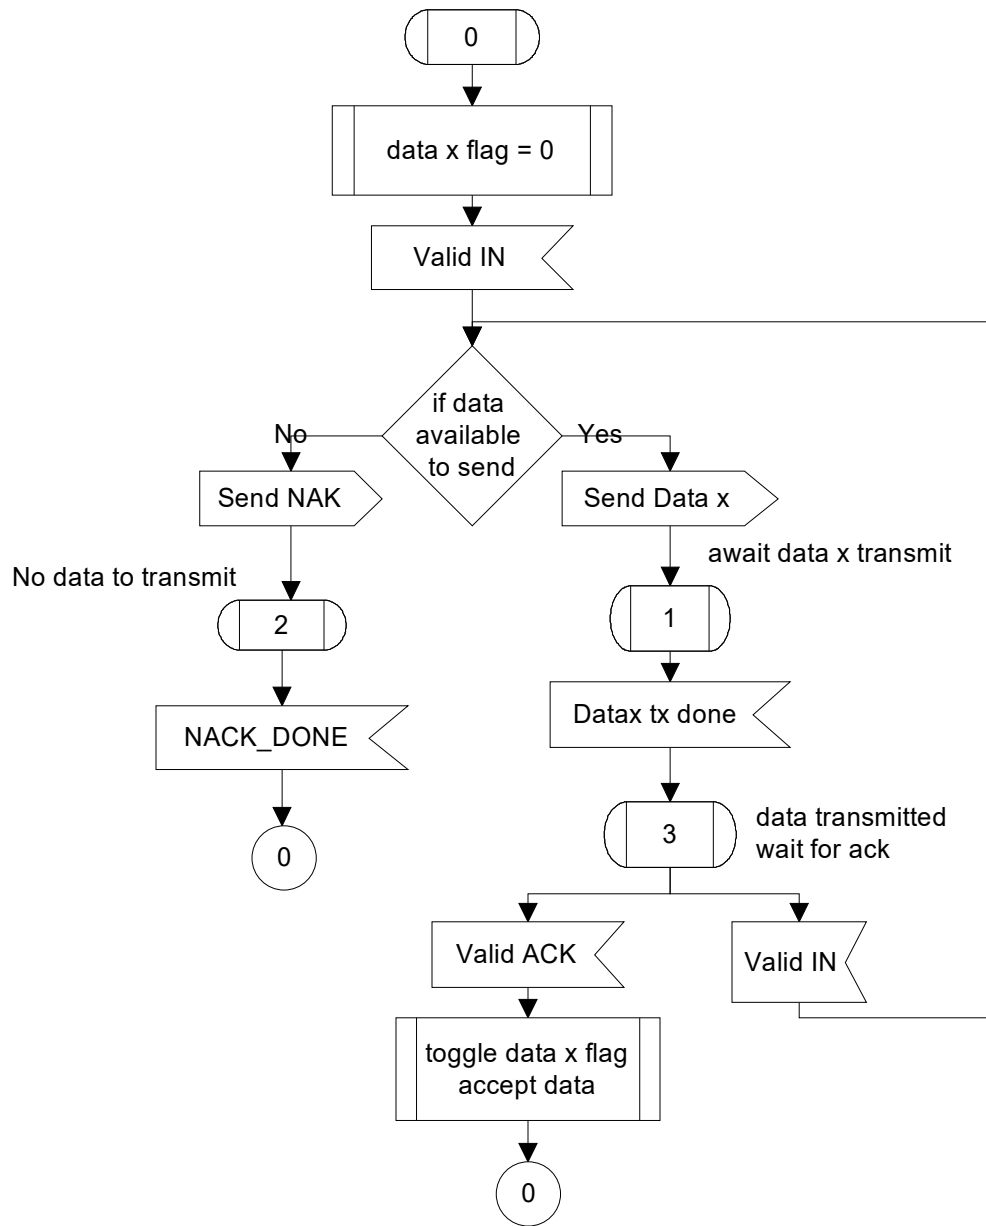 0
data x flag = 0
Valid IN
if data
available
to send
No
Yes
Send NAK
Send Data x
No data to transmit
await data x transmit
2
1
NACK_DONE
Datax tx done
0
3
data transmitted
wait for ack
Valid ACK
Valid IN
toggle data x flag
accept data
0